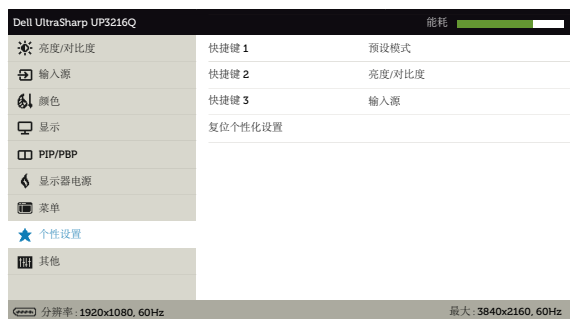 Dell UltraSharp UP3216Q 能耗
亮度/对比度 快捷键 1 预设模式
输入源 快捷键 2 亮度/对比度
颜色 快捷键 3 输入源
显示 复位个性化设置
PIP/PBP
显示器电源
菜单
个性设置
其他
分辨率 : 1920x1080, 60Hz 最大 : 3840x2160, 60Hz